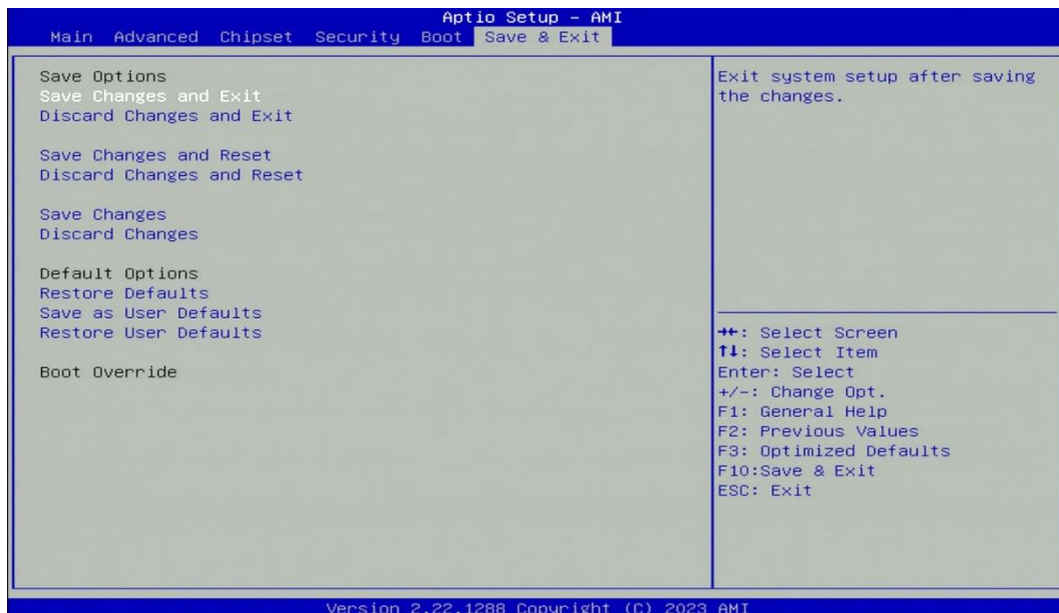 Aptio Setup – AMI
Main Advanced Chipset Security Boot Save & Exit
Save Options
Save Changes and Exit
Discard Changes and Exit
Save Changes and Reset
Discard Changes and Reset
Save Changes
Discard Changes
Default Options
Restore Defaults
Save as User Defaults
Restore User Defaults
Boot Override
Exit system setup after saving
the changes.
→←: Select Screen
↑↓: Select Item
Enter: Select
+/-: Change Opt.
F1: General Help
F2: Previous Values
F3: Optimized Defaults
F10:Save & Exit
ESC: Exit
Version 2.22.1288 Copyright (C) 2023 AMI